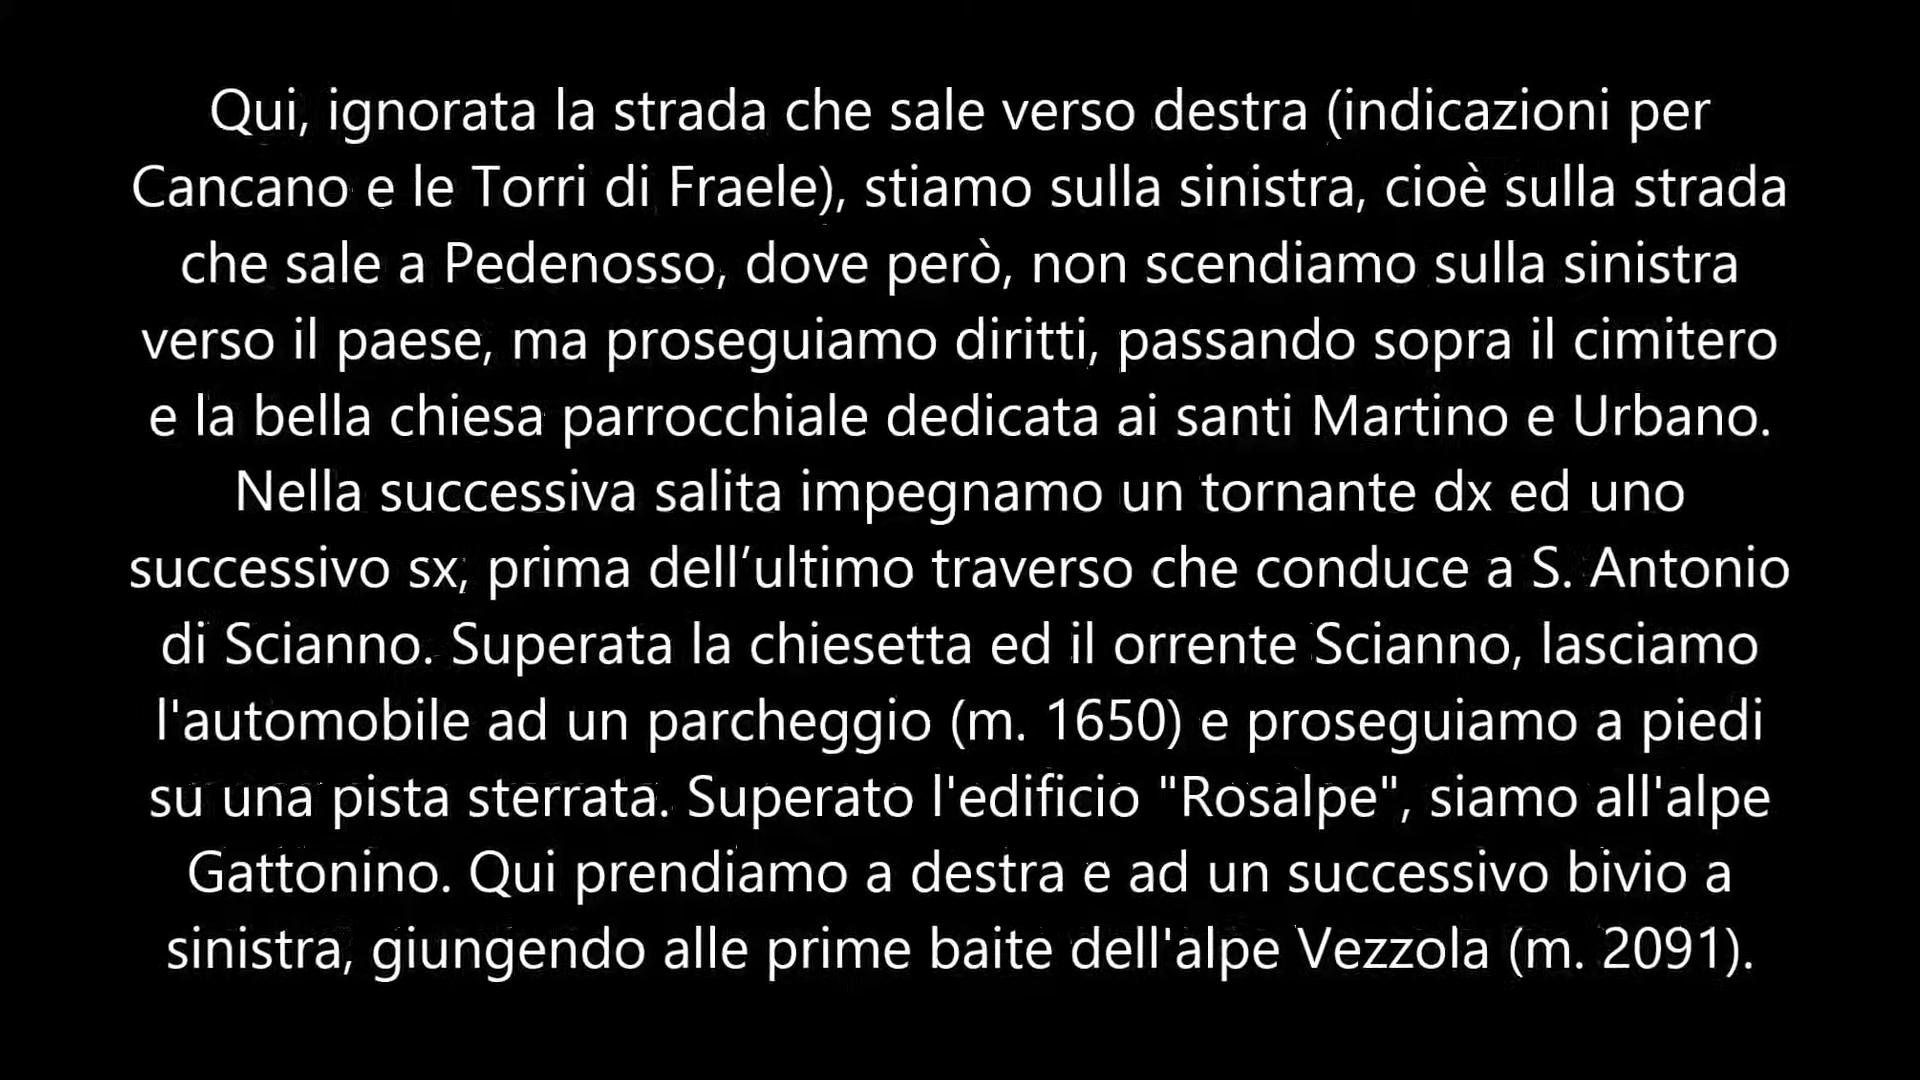 Qui, ignorata la strada che sale verso destra (indicazioni per
Cancano e le Torri di Fraele), stiamo sulla sinistra, cioè sulla strada
che sale a Pedenosso, dove però, non scendiamo sulla sinistra
verso il paese, ma proseguiamo diritti, passando sopra il cimitero
e la bella chiesa parrocchiale dedicata ai santi Martino e Urbano.
Nella successiva salita impegnamo un tornante dx ed uno
successivo sx, prima dell’ultimo traverso che conduce a S. Antonio
di Scianno. Superata la chiesetta ed il orrente Scianno, lasciamo
l'automobile ad un parcheggio (m. 1650) e proseguiamo a piedi
su una pista sterrata. Superato l'edificio "Rosalpe", siamo all'alpe
Gattonino. Qui prendiamo a destra e ad un successivo bivio a
sinistra, giungendo alle prime baite dell'alpe Vezzola (m. 2091).